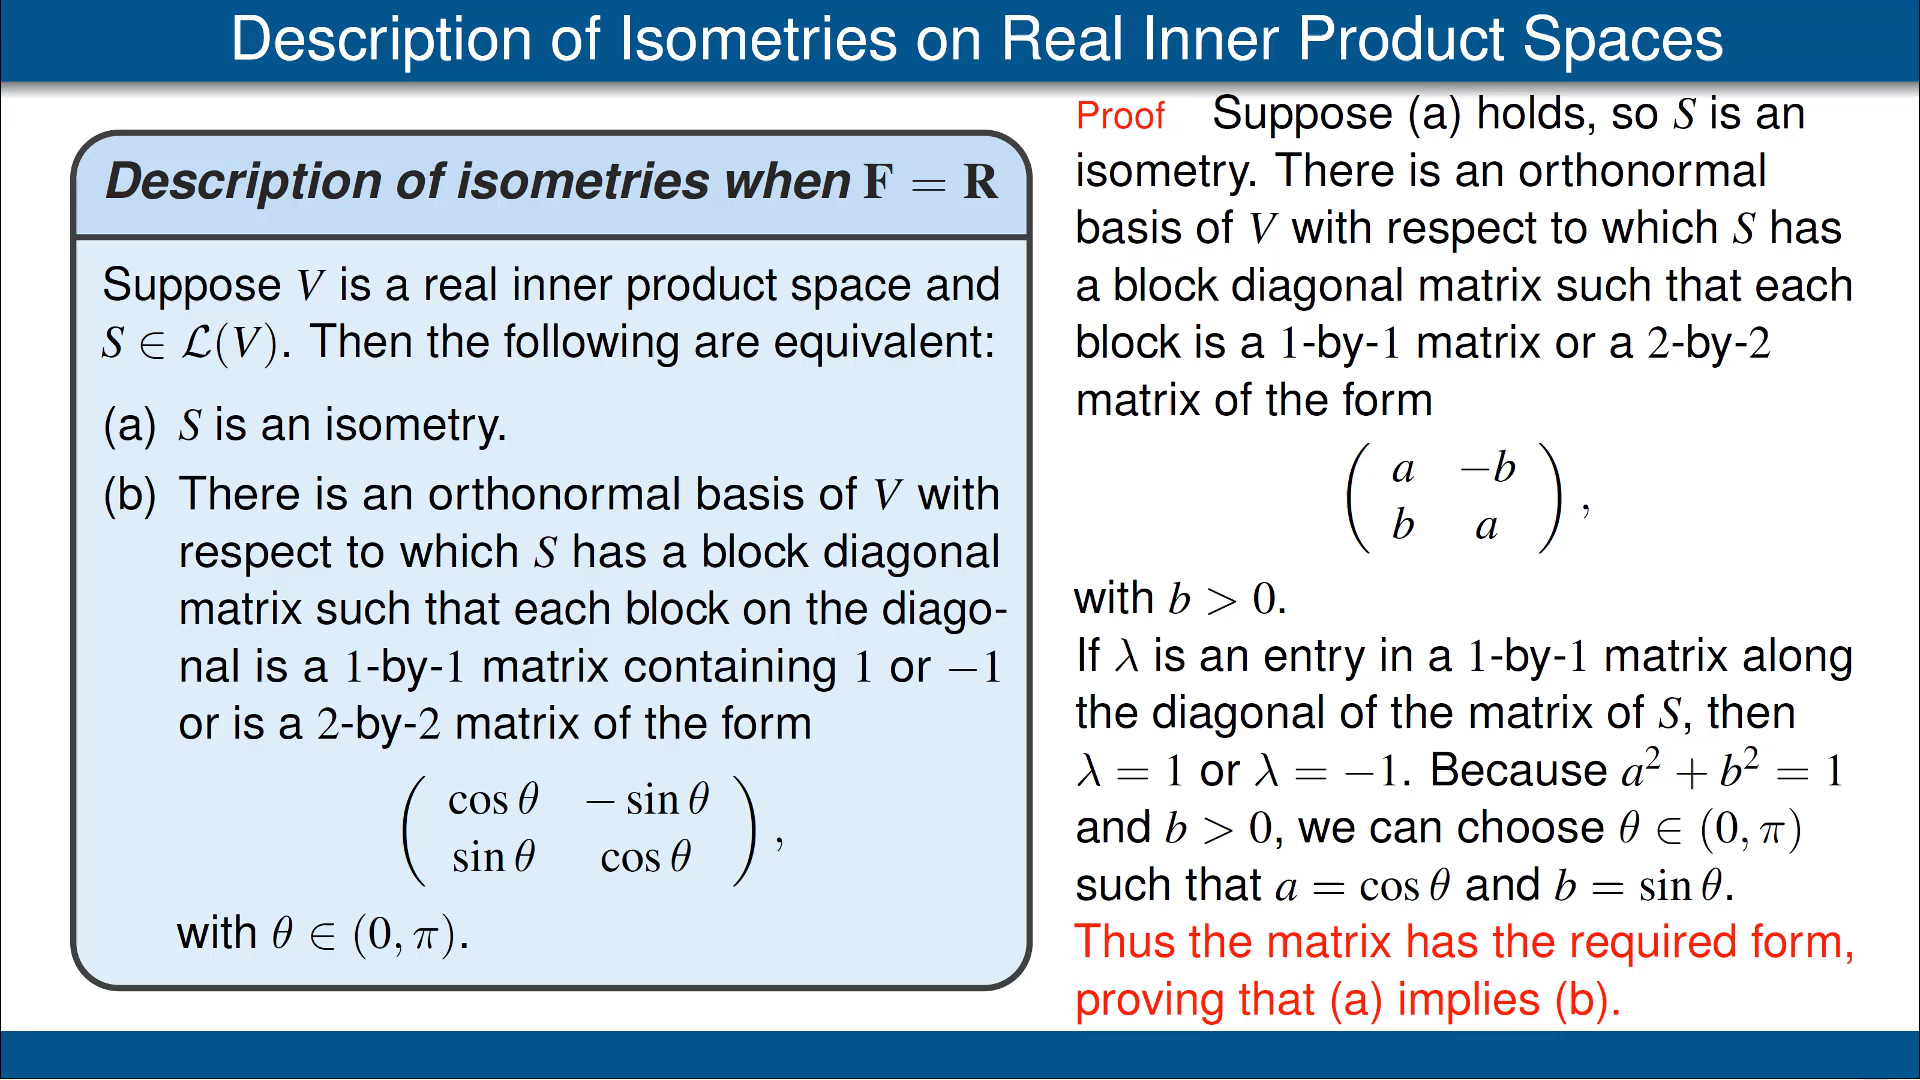 Description of Isometries on Real Inner Product Spaces
Description of isometries when F = R
Suppose V is a real inner product space and
S ∈ ℒ(V). Then the following are equivalent:
(a) S is an isometry.
(b) There is an orthonormal basis of V with
respect to which S has a block diagonal
matrix such that each block on the diago-
nal is a 1-by-1 matrix containing 1 or −1
or is a 2-by-2 matrix of the form
( cos θ − sin θ
sin θ cos θ ),
with θ ∈ (0, π).
Proof Suppose (a) holds, so S is an
isometry. There is an orthonormal
basis of V with respect to which S has
a block diagonal matrix such that each
block is a 1-by-1 matrix or a 2-by-2
matrix of the form
( a −b
b a ),
with b > 0.
If λ is an entry in a 1-by-1 matrix along
the diagonal of the matrix of S, then
λ = 1 or λ = −1. Because a² + b² = 1
and b > 0, we can choose θ ∈ (0, π)
such that a = cos θ and b = sin θ.
Thus the matrix has the required form,
proving that (a) implies (b).